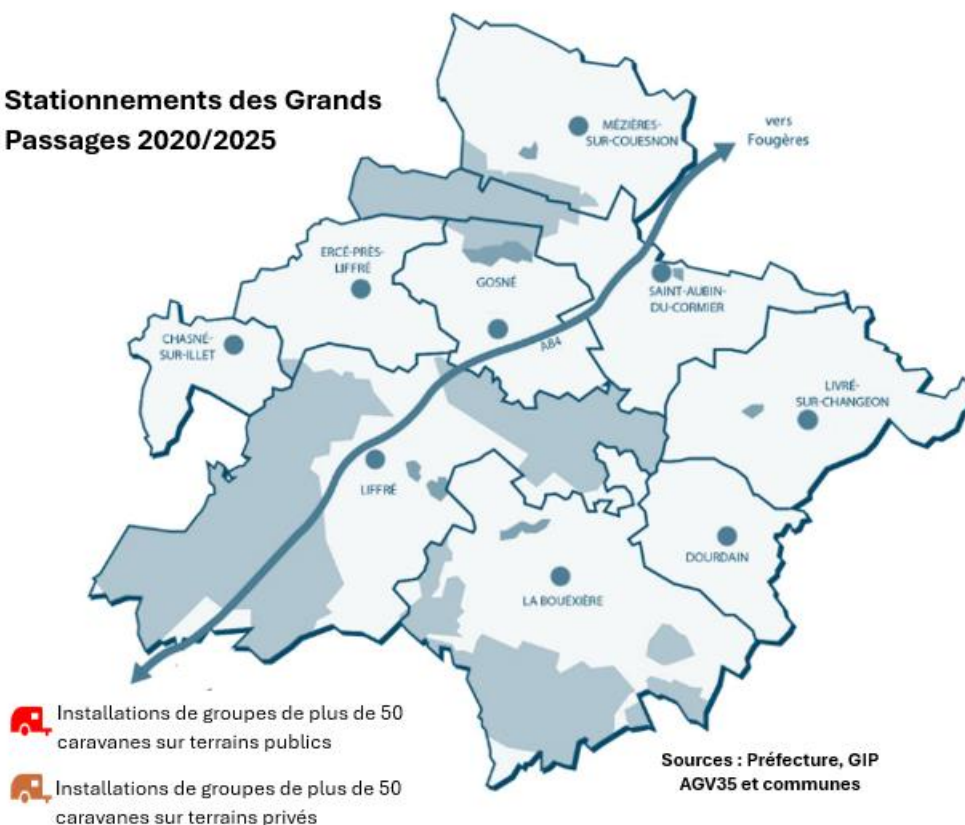 Stationnements des Grands
Passages 2020/2025
MÉZIÈRES-
SUR-COUESNON
vers
Fougères
ERCÉ-PRÈS-
LIFFRÉ
GOSNÉ
SAINT-AUBIN-
DU-CORMIER
CHASNÉ-
SUR-ILLET
A84
LIVRÉ-
SUR-CHANGEON
LIFFRÉ
DOURDAIN
LA BOUËXIÈRE
Installations de groupes de plus de 50
caravanes sur terrains publics
Installations de groupes de plus de 50
caravanes sur terrains privés
Sources : Préfecture, GIP
AGV35 et communes